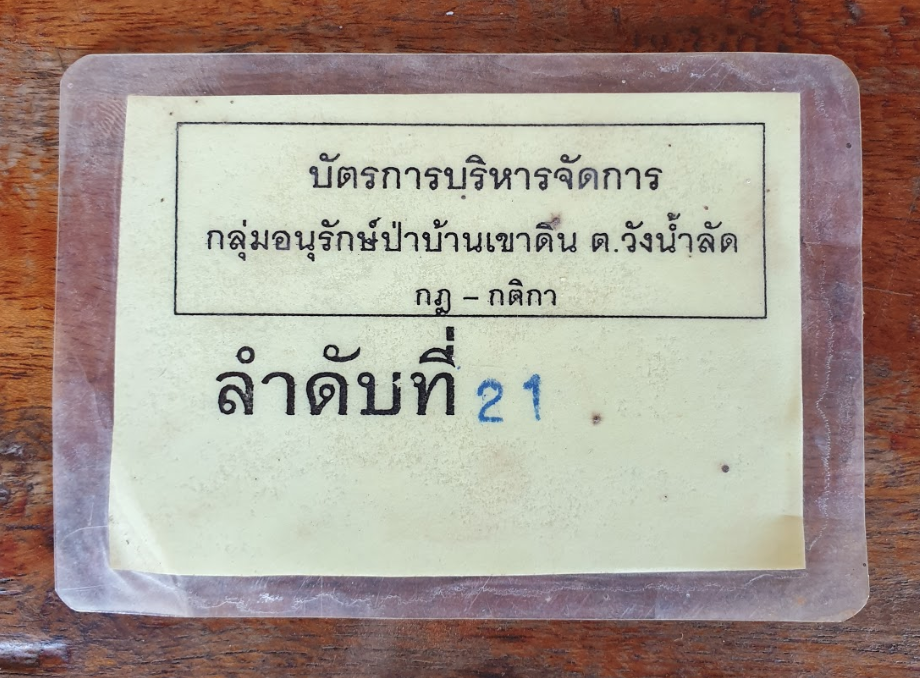 บัตรการบริหารจัดการ
กลุ่มอนุรักษ์ป่าบ้านเขาดิน ต.วังน้ำลัด
กฎ – กติกา
ลำดับที่ 21